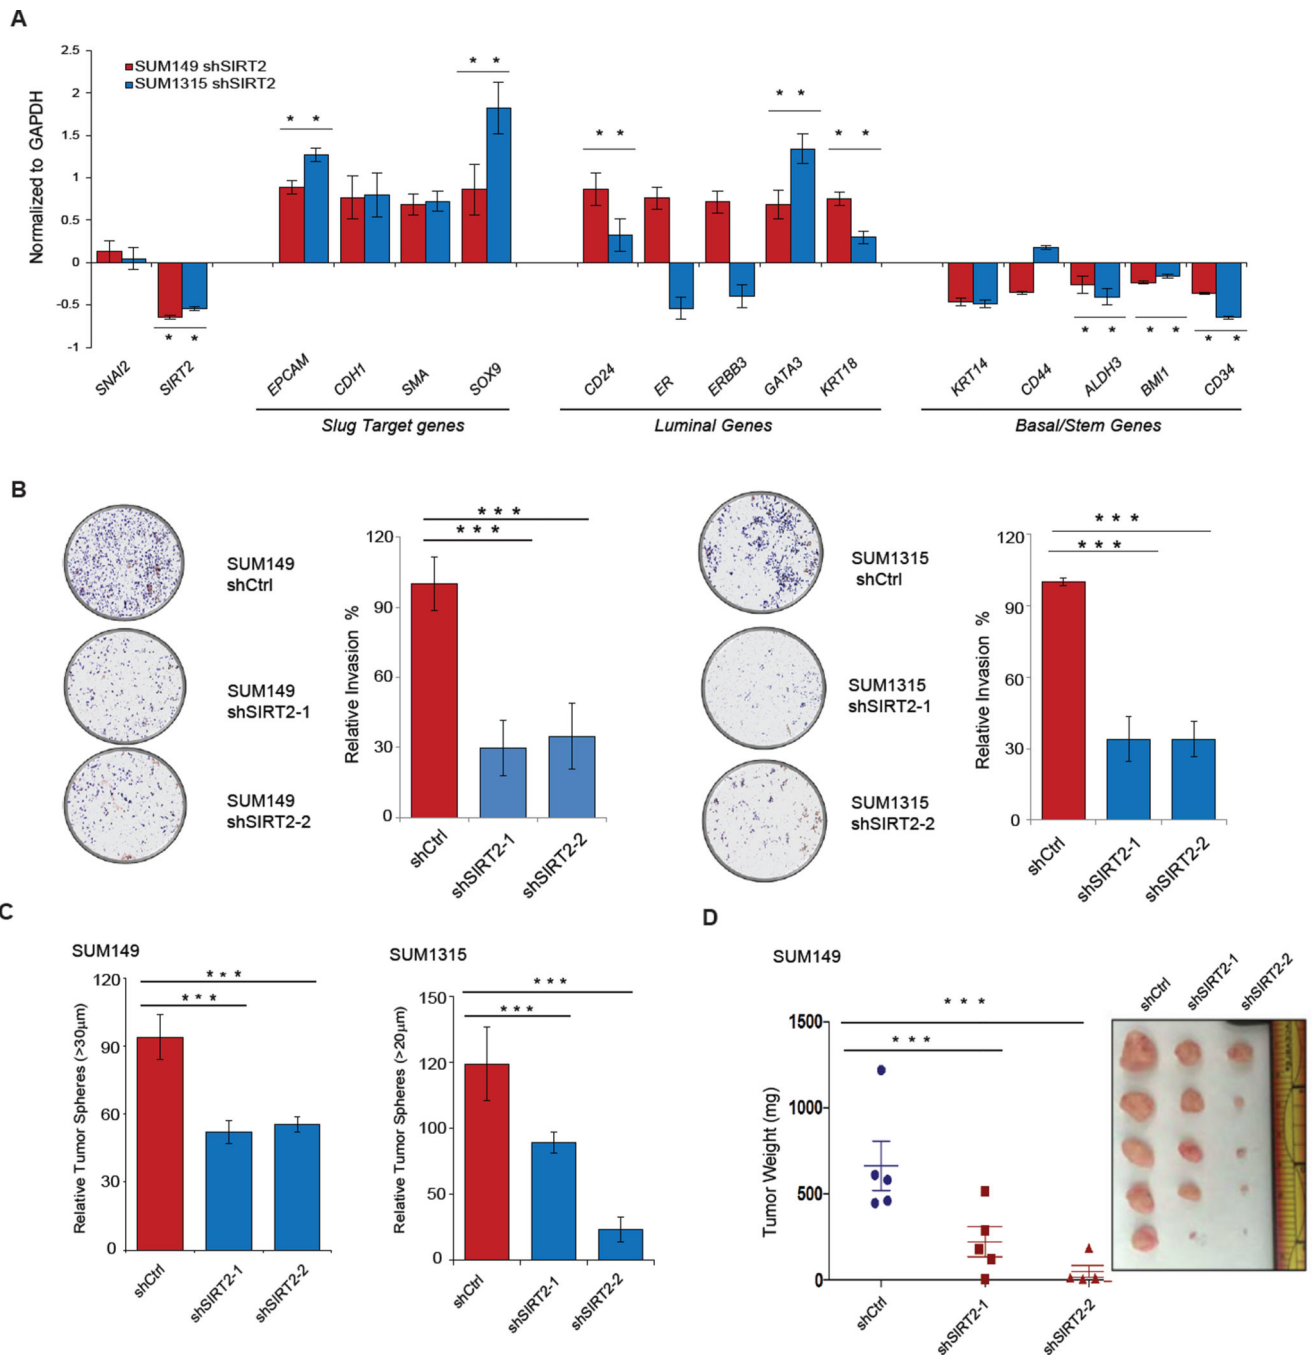 A
2.5
2
1.5
1
0.5
0
-0.5
-1
Normalized to GAPDH
SUM149 shSIRT2
SUM1315 shSIRT2
* *
* *
* *
* *
* *
* *
* *
* *
* *
SNAI2
SIRT2
EPCAM
CDH1
SMA
SOX9
CD24
ER
ERBB3
GATA3
KRT18
KRT14
CD44
ALDH3
BMI1
CD34
Slug Target genes
Luminal Genes
Basal/Stem Genes
B
SUM149
shCtrl
SUM149
shSIRT2-1
SUM149
shSIRT2-2
Relative Invasion %
120
90
60
30
0
* * *
* * *
shCtrl
shSIRT2-1
shSIRT2-2
SUM1315
shCtrl
SUM1315
shSIRT2-1
SUM1315
shSIRT2-2
Relative Invasion %
120
90
60
30
0
* * *
* * *
shCtrl
shSIRT2-1
shSIRT2-2
C
SUM149
Relative Tumor Spheres (>30μm)
120
90
60
30
0
* * *
* * *
shCtrl
shSIRT2-1
shSIRT2-2
SUM1315
Relative Tumor Spheres (>20μm)
150
120
100
50
0
* * *
* * *
shCtrl
shSIRT2-1
shSIRT2-2
D
SUM149
Tumor Weight (mg)
1500
1000
500
0
* * *
* * *
shCtrl
shSIRT2-1
shSIRT2-2
shCtrl
shSIRT2-1
shSIRT2-2